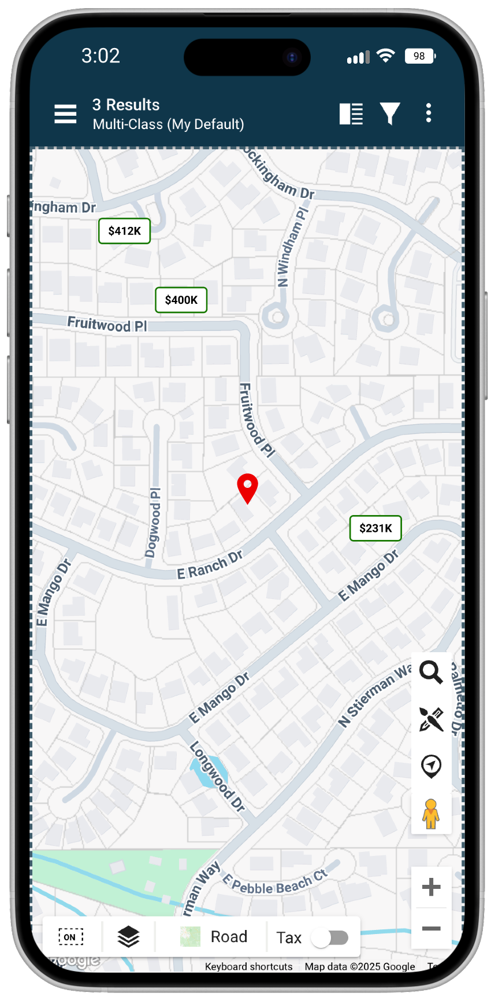 3:02
98
3 Results
Multi-Class (My Default)
ockingham Dr
ingham Dr
N Windham Pl
$412K
$400K
Fruitwood Pl
Fruitwood Pl
Dogwood Pl
$231K
E Ranch Dr
E Mango Dr
E Mango Dr
E Mango Dr
N Stierman Wa
Palmetto Dr
Longwood Dr
rman Way
E Pebble Beach Ct
ON
Road
Tax
Google
Keyboard shortcuts
Map data ©2025 Google
Te